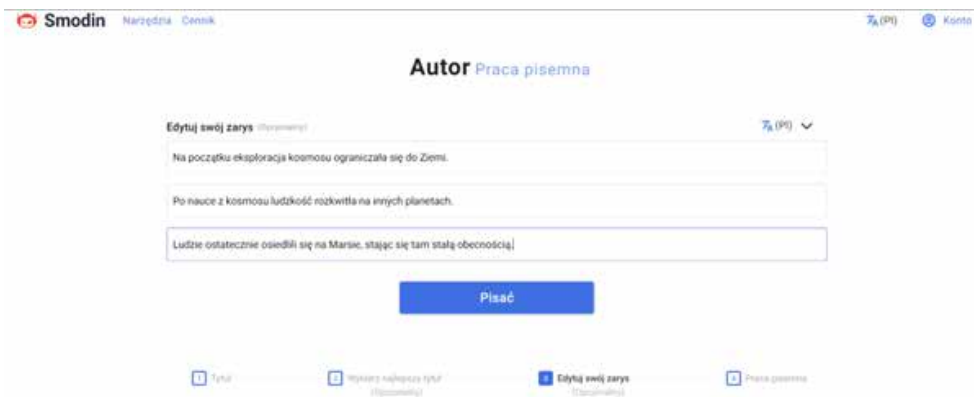 Smodin Narzędzia Cennik (Pl) Konto
Autor Praca pisemna
Edytuj swój zarys (Opcjonalny) (Pl)
Na początku eksploracja kosmosu ograniczała się do Ziemi.
Po nauce z kosmosu ludzkość rozkwitła na innych planetach.
Ludzie ostatecznie osiedlili się na Marsie, stając się tam stałą obecnością.
Pisać
1 Tytuł 2 Wybierz najlepszy tytuł 3 Edytuj swój zarys 4 Praca pisemna
(Opcjonalny) (Opcjonalny)